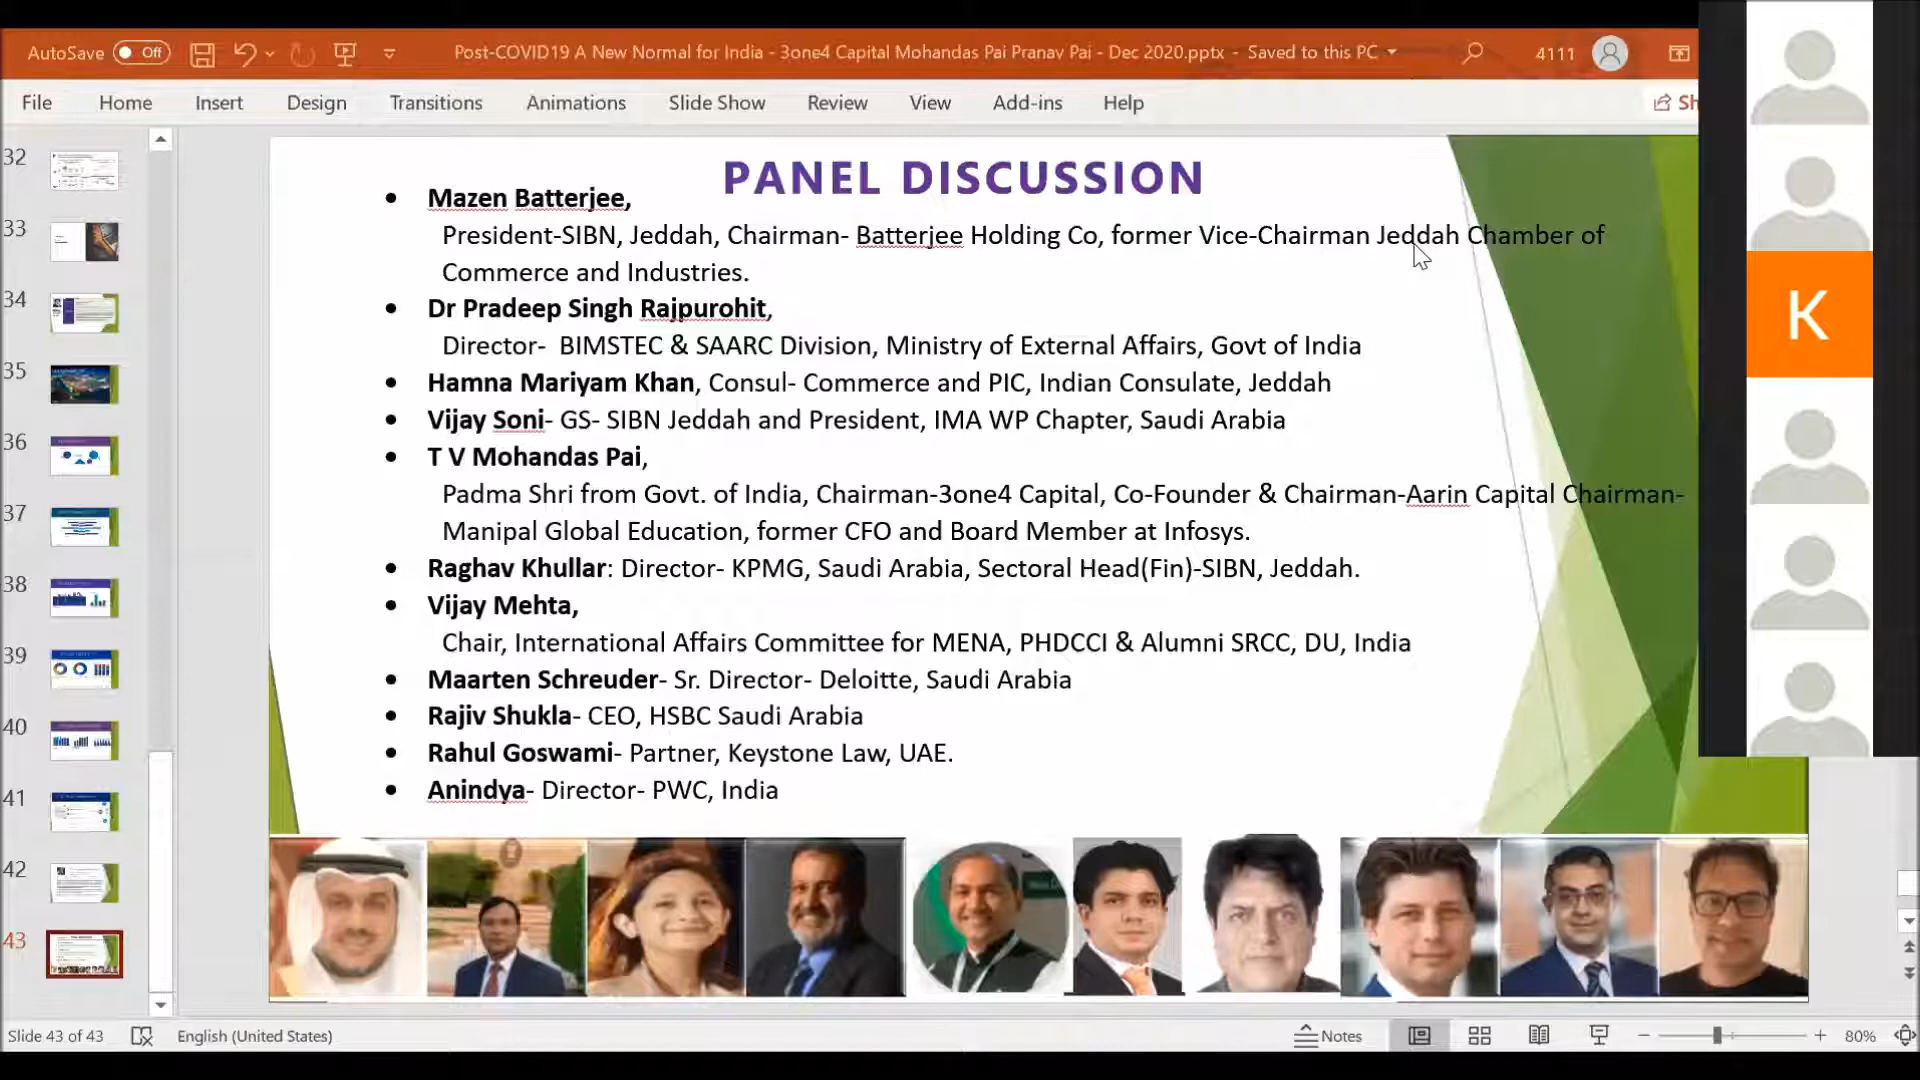 AutoSave Off
Post-COVID19 A New Normal for India - 3one4 Capital Mohandas Pai Pranav Pai - Dec 2020.pptx - Saved to this PC
4111
File Home Insert Design Transitions Animations Slide Show Review View Add-ins Help Sh
32
33
34
35
36
37
38
39
40
41
42
43
PANEL DISCUSSION
• Mazen Batterjee,
President-SIBN, Jeddah, Chairman- Batterjee Holding Co, former Vice-Chairman Jeddah Chamber of
Commerce and Industries.
• Dr Pradeep Singh Rajpurohit,
Director- BIMSTEC & SAARC Division, Ministry of External Affairs, Govt of India
• Hamna Mariyam Khan, Consul- Commerce and PIC, Indian Consulate, Jeddah
• Vijay Soni- GS- SIBN Jeddah and President, IMA WP Chapter, Saudi Arabia
• T V Mohandas Pai,
Padma Shri from Govt. of India, Chairman-3one4 Capital, Co-Founder & Chairman-Aarin Capital Chairman-
Manipal Global Education, former CFO and Board Member at Infosys.
• Raghav Khullar: Director- KPMG, Saudi Arabia, Sectoral Head(Fin)-SIBN, Jeddah.
• Vijay Mehta,
Chair, International Affairs Committee for MENA, PHDCCI & Alumni SRCC, DU, India
• Maarten Schreuder- Sr. Director- Deloitte, Saudi Arabia
• Rajiv Shukla- CEO, HSBC Saudi Arabia
• Rahul Goswami- Partner, Keystone Law, UAE.
• Anindya- Director- PWC, India
K
Slide 43 of 43 English (United States) Notes 80%